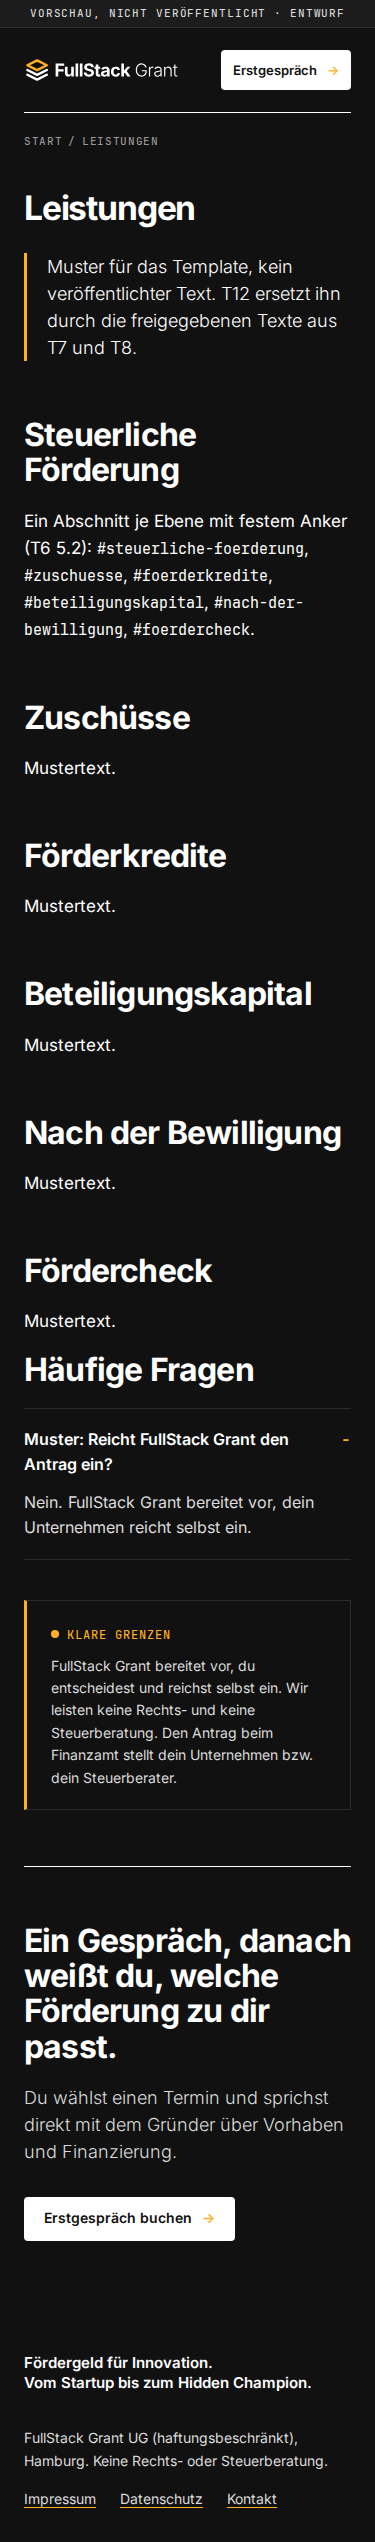 VORSCHAU, NICHT VERÖFFENTLICHT · ENTWURF
FullStack Grant
Erstgespräch →
START / LEISTUNGEN
Leistungen
Muster für das Template, kein
veröffentlichter Text. T12 ersetzt ihn
durch die freigegebenen Texte aus
T7 und T8.
Steuerliche
Förderung
Ein Abschnitt je Ebene mit festem Anker
(T6 5.2): #steuerliche-foerderung,
#zuschuesse, #foerderkredite,
#beteiligungskapital, #nach-der-
bewilligung, #foerdercheck.
Zuschüsse
Mustertext.
Förderkredite
Mustertext.
Beteiligungskapital
Mustertext.
Nach der Bewilligung
Mustertext.
Fördercheck
Mustertext.
Häufige Fragen
Muster: Reicht FullStack Grant den -
Antrag ein?
Nein. FullStack Grant bereitet vor, dein
Unternehmen reicht selbst ein.
KLARE GRENZEN
FullStack Grant bereitet vor, du
entscheidest und reichst selbst ein. Wir
leisten keine Rechts- und keine
Steuerberatung. Den Antrag beim
Finanzamt stellt dein Unternehmen bzw.
dein Steuerberater.
Ein Gespräch, danach
weißt du, welche
Förderung zu dir
passt.
Du wählst einen Termin und sprichst
direkt mit dem Gründer über Vorhaben
und Finanzierung.
Erstgespräch buchen →
Fördergeld für Innovation.
Vom Startup bis zum Hidden Champion.
FullStack Grant UG (haftungsbeschränkt),
Hamburg. Keine Rechts- oder Steuerberatung.
Impressum Datenschutz Kontakt